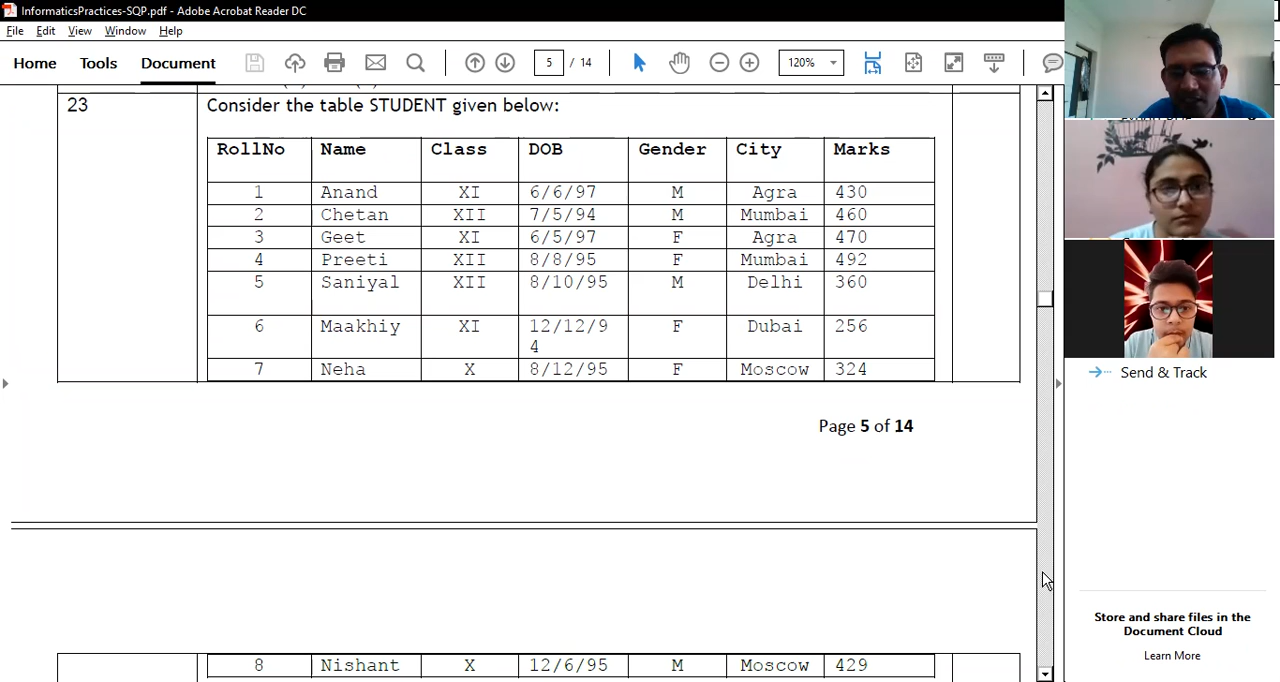 InformaticsPractices-SQP.pdf - Adobe Acrobat Reader DC
File Edit View Window Help
Home Tools Document 5 / 14 120%
23 Consider the table STUDENT given below:
RollNo Name Class DOB Gender City Marks
1 Anand XI 6/6/97 M Agra 430
2 Chetan XII 7/5/94 M Mumbai 460
3 Geet XI 6/5/97 F Agra 470
4 Preeti XII 8/8/95 F Mumbai 492
5 Saniyal XII 8/10/95 M Delhi 360
6 Maakhiy XI 12/12/9 F Dubai 256
4
7 Neha X 8/12/95 F Moscow 324
Send & Track
Page 5 of 14
Store and share files in the
Document Cloud
Learn More
8 Nishant X 12/6/95 M Moscow 429